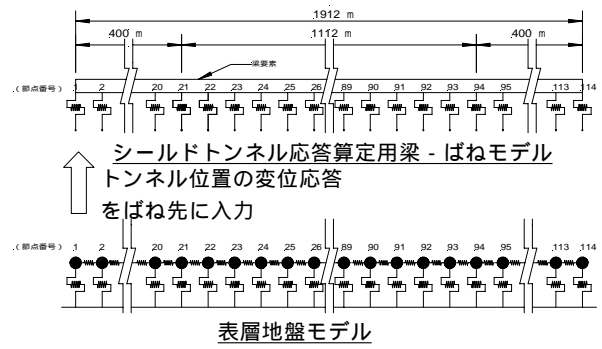 1912 m
400 m 1112 m 400 m
梁要素
(節点番号) 1 2 20 21 22 23 24 25 26 89 90 91 92 93 94 95 113 114
シールドトンネル応答算定用梁 - ばねモデル
トンネル位置の変位応答
をばね先に入力
(節点番号) 1 2 20 21 22 23 24 25 26 89 90 91 92 93 94 95 113 114
表層地盤モデル